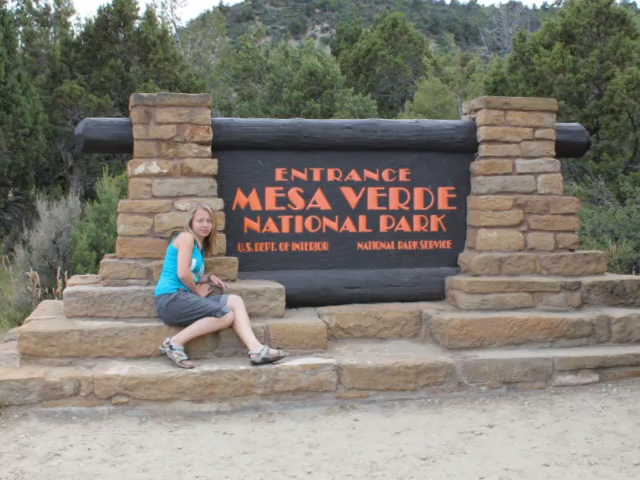 ENTRANCE
MESA VERDE
NATIONAL PARK
U.S. DEPT. OF INTERIOR NATIONAL PARK SERVICE